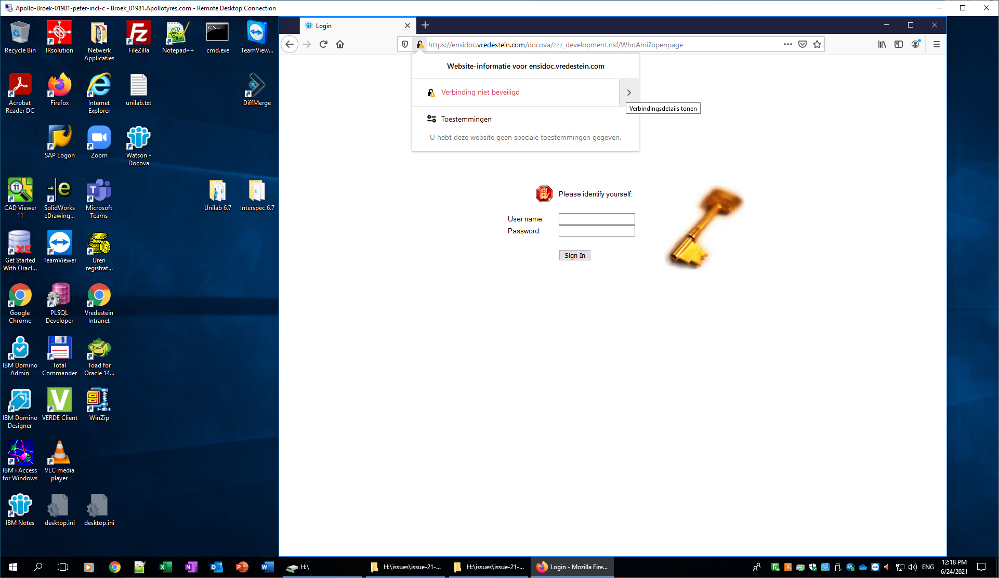 Apollo-Broek-01981-peter-incl-c - Broek_01981.Apollotyres.com - Remote Desktop Connection
Recycle Bin
IRsolution
Netwerk
Applicaties
FileZilla
Notepad++
cmd.exe
TeamView...
Acrobat
Reader DC
Firefox
Internet
Explorer
unilab.txt
DiffMerge
SAP Logon
Zoom
Watson -
Docova
CAD Viewer
11
SolidWorks
eDrawing...
Microsoft
Teams
Unilab 6.7
Interspec 6.7
Get Started
With Oracl...
TeamViewer
Uren
registrat...
Google
Chrome
PLSQL
Developer
Vredestein
Intranet
IBM Domino
Admin
Total
Commander
Toad for
Oracle 14...
IBM Domino
Designer
VERDE Client
WinZip
IBM i Access
for Windows
VLC media
player
IBM Notes
desktop.ini
desktop.ini
Login
https://ensidoc.vredestein.com/docova/zzz_development.nsf/WhoAmi?openpage
Website-informatie voor ensidoc.vredestein.com
Verbinding niet beveiligd
Verbindingsdetails tonen
Toestemmingen
U hebt deze website geen speciale toestemmingen gegeven.
Please identify yourself:
User name:
Password:
Sign In
H:\
H:\issues\issue-21-...
H:\issues\issue-21-...
Login - Mozilla Fire...
ENG
12:18 PM
6/24/2021